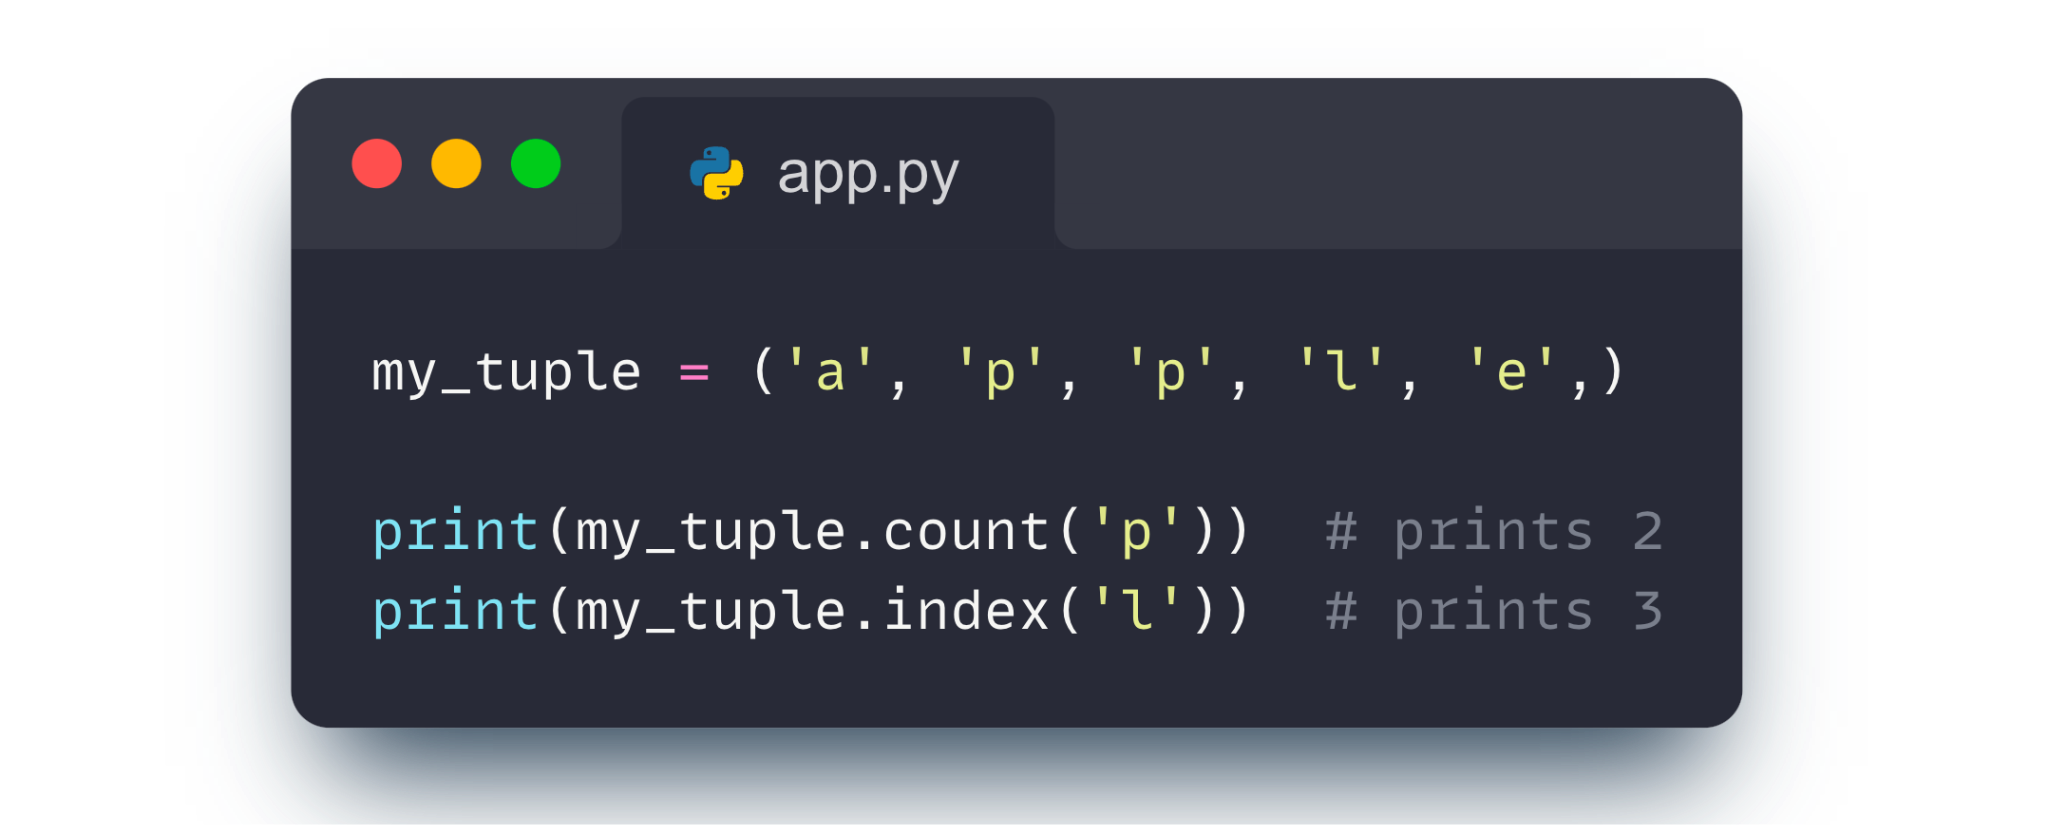 app.py
my_tuple = ('a', 'p', 'p', 'l', 'e',)
print(my_tuple.count('p'))  # prints 2
print(my_tuple.index('l'))  # prints 3